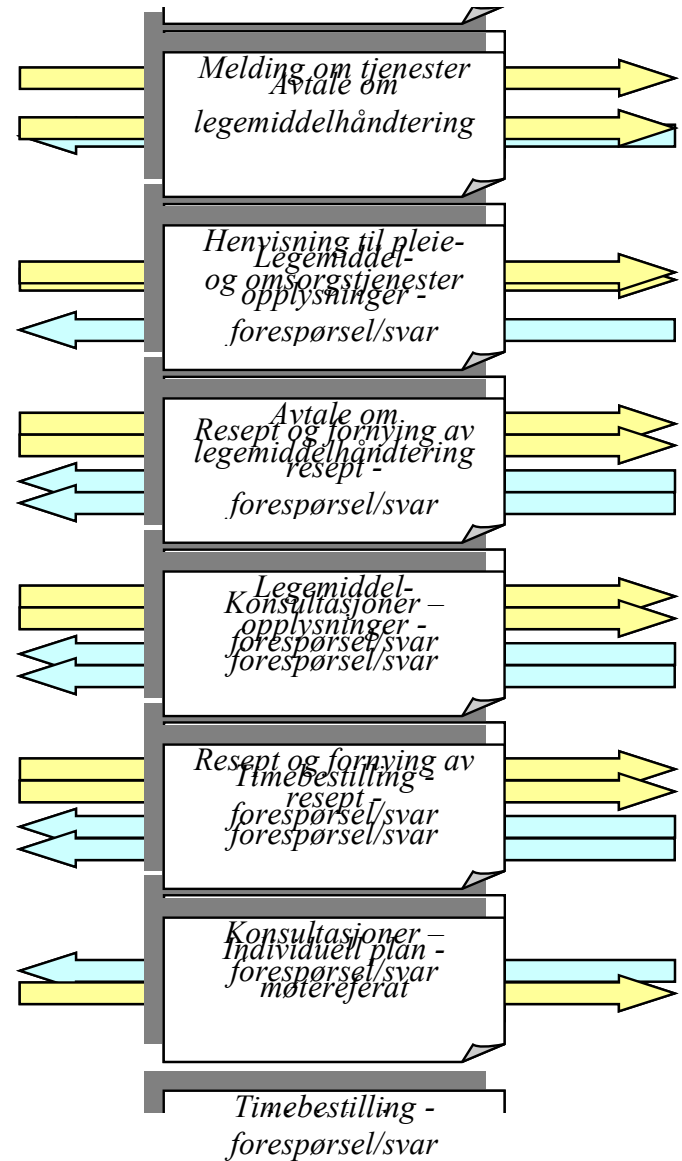 Melding om tjenester
Avtale om
legemiddelhåndtering
Henvisning til pleie-
Legemiddel-
og omsorgstjenester
opplysninger -
forespørsel/svar
Avtale om
Resept og fornying av
legemiddelhåndtering
resept -
forespørsel/svar
Legemiddel-
Konsultasjoner –
opplysninger -
forespørsel/svar
forespørsel/svar
Resept og fornying av
Timebestilling -
resept -
forespørsel/svar
forespørsel/svar
Konsultasjoner –
Individuell plan -
forespørsel/svar
møtereferat
Timebestilling -
forespørsel/svar